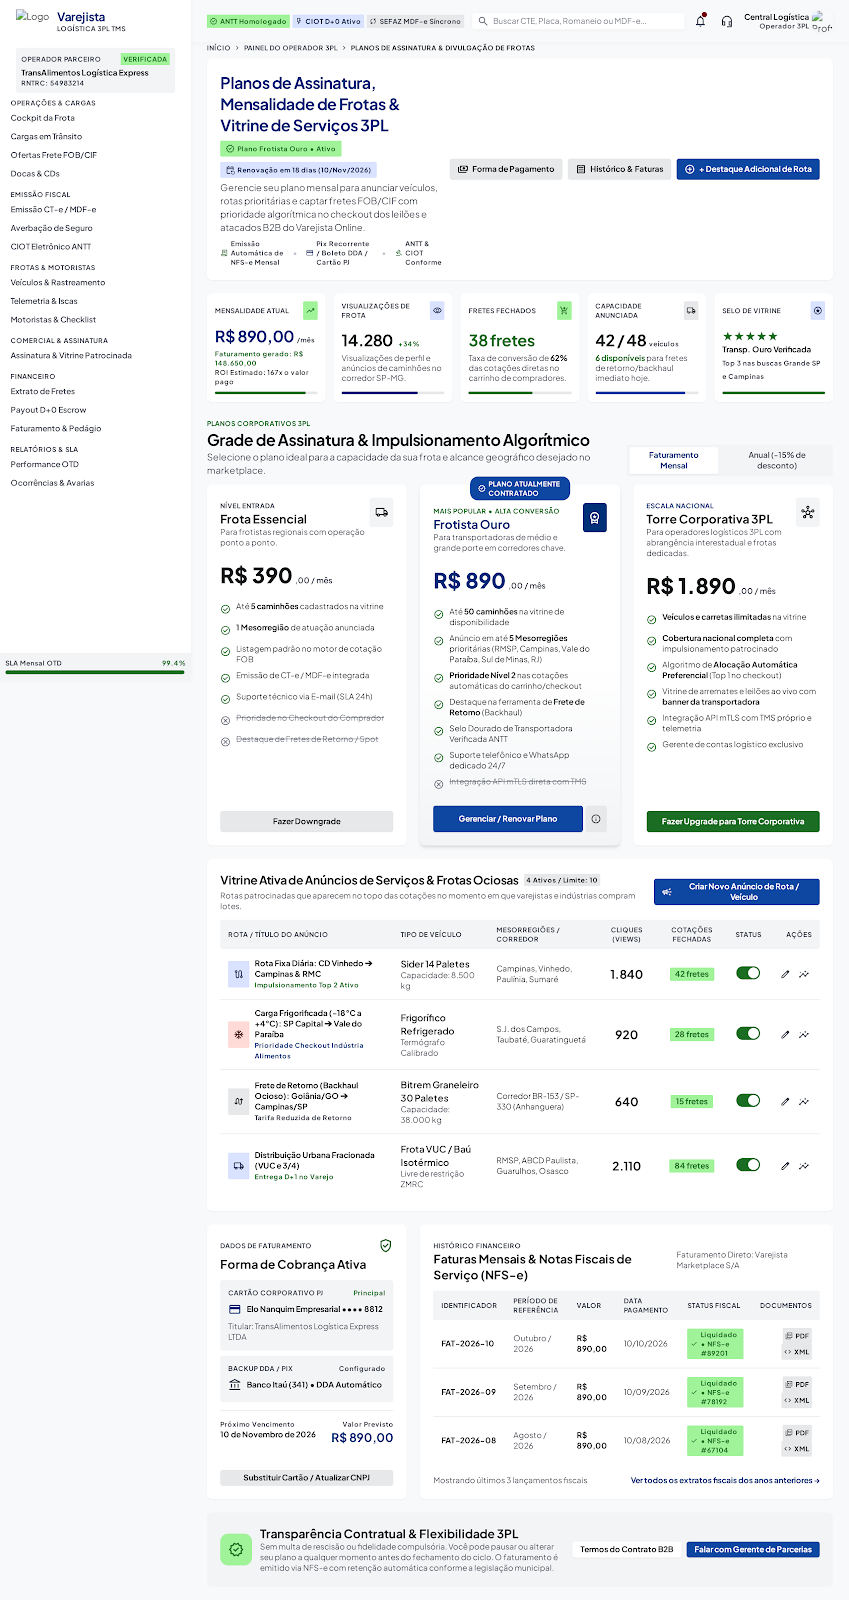 Logo
Varejista
LOGÍSTICA 3PL TMS
OPERADOR PARCEIRO
VERIFICADA
TransAlimentos Logística Express
RNTRC: 54983214
OPERAÇÕES & CARGAS
Cockpit da Frota
Cargas em Trânsito
Ofertas Frete FOB/CIF
Docas & CDs
EMISSÃO FISCAL
Emissão CT-e / MDF-e
Averbação de Seguro
CIOT Eletrônico ANTT
FROTAS & MOTORISTAS
Veículos & Rastreamento
Telemetria & Iscas
Motoristas & Checklist
COMERCIAL & ASSINATURA
Assinatura & Vitrine Patrocinada
FINANCEIRO
Extrato de Fretes
Payout D+0 Escrow
Faturamento & Pedágio
RELATÓRIOS & SLA
Performance OTD
Ocorrências & Avarias
SLA Mensal OTD
99.4%
ANTT Homologado
CIOT D+0 Ativo
SEFAZ MDF-e Síncrono
Buscar CTE, Placa, Romaneio ou MDF-e...
Central Logística
Operador 3PL
INÍCIO > PAINEL DO OPERADOR 3PL > PLANOS DE ASSINATURA & DIVULGAÇÃO DE FROTAS
Planos de Assinatura,
Mensalidade de Frotas &
Vitrine de Serviços 3PL
Plano Frotista Ouro • Ativo
Renovação em 18 dias (10/Nov/2026)
Gerencie seu plano mensal para anunciar veículos,
rotas prioritárias e captar fretes FOB/CIF com
prioridade algorítmica no checkout dos leilões e
atacados B2B do Varejista Online.
Emissão
Automática de
NFS-e Mensal
•
Pix Recorrente
/ Boleto DDA /
Cartão PJ
•
ANTT &
CIOT
Conforme
Forma de Pagamento
Histórico & Faturas
+ Destaque Adicional de Rota
MENSALIDADE ATUAL
R$ 890,00 /mês
Faturamento gerado: R$
148.650,00
ROI Estimado: 167x o valor
pago
VISUALIZAÇÕES DE
FROTA
14.280 +34%
Visualizações de perfil e
anúncios de caminhões no
corredor SP-MG.
FRETES FECHADOS
38 fretes
Taxa de conversão de 62%
das cotações diretas no
carrinho de compradores.
CAPACIDADE
ANUNCIADA
42 / 48 veículos
6 disponíveis para fretes
de retorno/backhaul
imediato hoje.
SELO DE VITRINE
★★★★★
Transp. Ouro Verificada
Top 3 nas buscas Grande SP
e Campinas
PLANOS CORPORATIVOS 3PL
Grade de Assinatura & Impulsionamento Algorítmico
Selecione o plano ideal para a capacidade da sua frota e alcance geográfico desejado no
marketplace.
Faturamento
Mensal
Anual (-15% de
desconto)
NÍVEL ENTRADA
Frota Essencial
Para frotistas regionais com operação
ponto a ponto.
R$ 390 ,00 / mês
Até 5 caminhões cadastrados na vitrine
1 Mesorregião de atuação anunciada
Listagem padrão no motor de cotação
FOB
Emissão de CT-e / MDF-e integrada
Suporte técnico via E-mail (SLA 24h)
Prioridade no Checkout do Comprador
Destaque de Fretes de Retorno / Spot
Fazer Downgrade
PLANO ATUALMENTE
CONTRATADO
MAIS POPULAR • ALTA CONVERSÃO
Frotista Ouro
Para transportadoras de médio e
grande porte em corredores chave.
R$ 890 ,00 / mês
Até 50 caminhões na vitrine de
disponibilidade
Anúncio em até 5 Mesorregiões
prioritárias (RMSP, Campinas, Vale do
Paraíba, Sul de Minas, RJ)
Prioridade Nível 2 nas cotações
automáticas do carrinho/checkout
Destaque na ferramenta de Frete de
Retorno (Backhaul)
Selo Dourado de Transportadora
Verificada ANTT
Suporte telefônico e WhatsApp
dedicado 24/7
Integração API mTLS direta com TMS
Gerenciar / Renovar Plano
ESCALA NACIONAL
Torre Corporativa 3PL
Para operadores logísticos 3PL com
abrangência interestadual e frotas
dedicadas.
R$ 1.890 ,00 / mês
Veículos e carretas ilimitadas na vitrine
Cobertura nacional completa com
impulsionamento patrocinado
Algoritmo de Alocação Automática
Preferencial (Top 1 no checkout)
Vitrine de arremates e leilões ao vivo com
banner da transportadora
Integração API mTLS com TMS próprio e
telemetria
Gerente de contas logístico exclusivo
Fazer Upgrade para Torre Corporativa
Vitrine Ativa de Anúncios de Serviços & Frotas Ociosas
4 Ativos / Limite: 10
Rotas patrocinadas que aparecem no topo das cotações no momento em que varejistas e indústrias compram
lotes.
Criar Novo Anúncio de Rota /
Veículo
ROTA / TÍTULO DO ANÚNCIO
TIPO DE VEÍCULO
MESORREGIÕES /
CORREDOR
CLIQUES
(VIEWS)
COTAÇÕES
FECHADAS
STATUS
AÇÕES
Rota Fixa Diária: CD Vinhedo ➔
Campinas & RMC
Impulsionamento Top 2 Ativo
Sider 14 Paletes
Capacidade: 8.500
kg
Campinas, Vinhedo,
Paulínia, Sumaré
1.840
42 fretes
Carga Frigorificada (-18°C a
+4°C): SP Capital ➔ Vale do
Paraíba
Prioridade Checkout Indústria
Alimentos
Frigorífico
Refrigerado
Termógrafo
Calibrado
S.J. dos Campos,
Taubaté, Guaratinguetá
920
28 fretes
Frete de Retorno (Backhaul
Ocioso): Goiânia/GO ➔
Campinas/SP
Tarifa Reduzida de Retorno
Bitrem Graneleiro
30 Paletes
Capacidade:
38.000 kg
Corredor BR-153 / SP-
330 (Anhanguera)
640
15 fretes
Distribuição Urbana Fracionada
(VUC e 3/4)
Entrega D+1 no Varejo
Frota VUC / Baú
Isotérmico
Livre de restrição
ZMRC
RMSP, ABCD Paulista,
Guarulhos, Osasco
2.110
84 fretes
DADOS DE FATURAMENTO
Forma de Cobrança Ativa
CARTÃO CORPORATIVO PJ
Principal
Elo Nanquim Empresarial •••• 8812
Titular: TransAlimentos Logística Express
LTDA
BACKUP DDA / PIX
Configurado
Banco Itaú (341) • DDA Automático
Próximo Vencimento
10 de Novembro de 2026
Valor Previsto
R$ 890,00
Substituir Cartão / Atualizar CNPJ
HISTÓRICO FINANCEIRO
Faturas Mensais & Notas Fiscais de
Serviço (NFS-e)
Faturamento Direto: Varejista
Marketplace S/A
IDENTIFICADOR
PERÍODO DE
REFERÊNCIA
VALOR
DATA
PAGAMENTO
STATUS FISCAL
DOCUMENTOS
FAT-2026-10
Outubro /
2026
R$
890,00
10/10/2026
Liquidado
• NFS-e
#89201
PDF
XML
FAT-2026-09
Setembro /
2026
R$
890,00
10/09/2026
Liquidado
• NFS-e
#78192
PDF
XML
FAT-2026-08
Agosto /
2026
R$
890,00
10/08/2026
Liquidado
• NFS-e
#67104
PDF
XML
Mostrando últimos 3 lançamentos fiscais
Ver todos os extratos fiscais dos anos anteriores →
Transparência Contratual & Flexibilidade 3PL
Sem multa de rescisão ou fidelidade compulsória. Você pode pausar ou alterar
seu plano a qualquer momento antes do fechamento do ciclo. O faturamento é
emitido via NFS-e com retenção automática conforme a legislação municipal.
Termos do Contrato B2B
Falar com Gerente de Parcerias